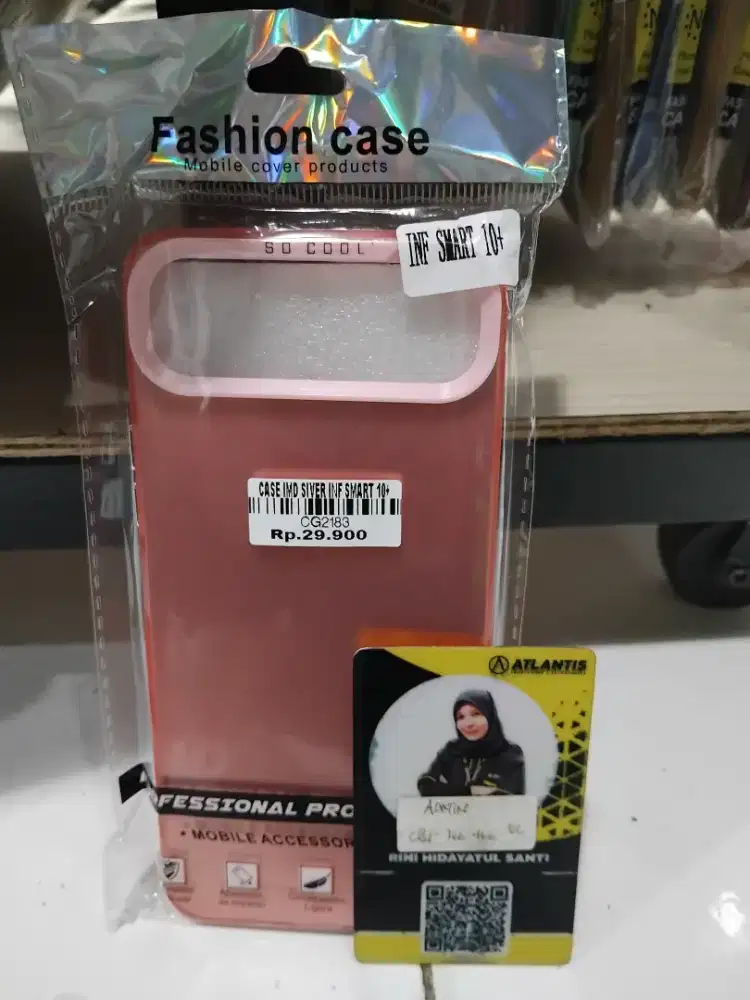 Fashion case
Mobile cover products
SO COOL
INF SMART 10+
CASE IMD SIVER INF SMART 10+
CG2183
Rp.29.900
FESSIONAL PRO
• MOBILE ACCESSOR
ATLANTIS
RINI HIDAYATUL SANTI